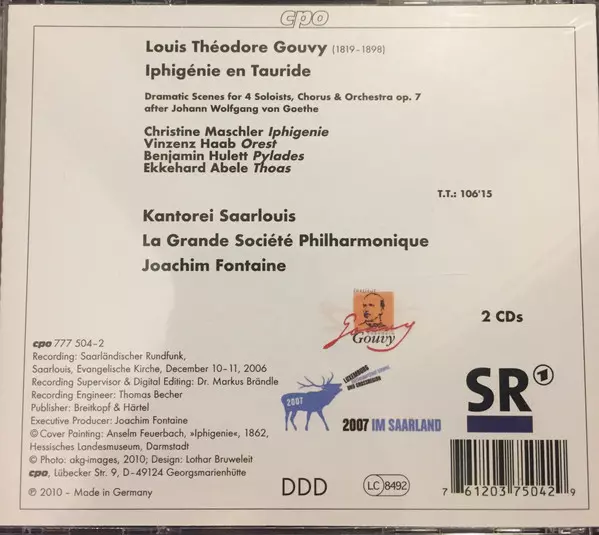 cpo
Louis Théodore Gouvy (1819–1898)
Iphigénie en Tauride
Dramatic Scenes for 4 Soloists, Chorus & Orchestra op. 7
after Johann Wolfgang von Goethe
Christine Maschler Iphigenie
Vinzenz Haab Orest
Benjamin Hulett Pylades
Ekkehard Abele Thoas
T.T.: 106'15
Kantorei Saarlouis
La Grande Société Philharmonique
Joachim Fontaine
Gouvy
2 CDs
cpo 777 504–2
Recording: Saarländischer Rundfunk,
Saarlouis, Evangelische Kirche, December 10–11, 2006
Recording Supervisor & Digital Editing: Dr. Markus Brändle
Recording Engineer: Thomas Becher
Publisher: Breitkopf & Härtel
Executive Producer: Joachim Fontaine
© Cover Painting: Anselm Feuerbach, »Iphigenie«, 1862,
Hessisches Landesmuseum, Darmstadt
© Photo: akg-images, 2010; Design: Lothar Bruweleit
cpo, Lübecker Str. 9, D–49124 Georgsmarienhütte
℗ 2010 – Made in Germany
LUXEMBOURG
UND GROSSREGION
2007
2007 IM SAARLAND
SR 1
DDD
LC 8492
7 61203 75042 9